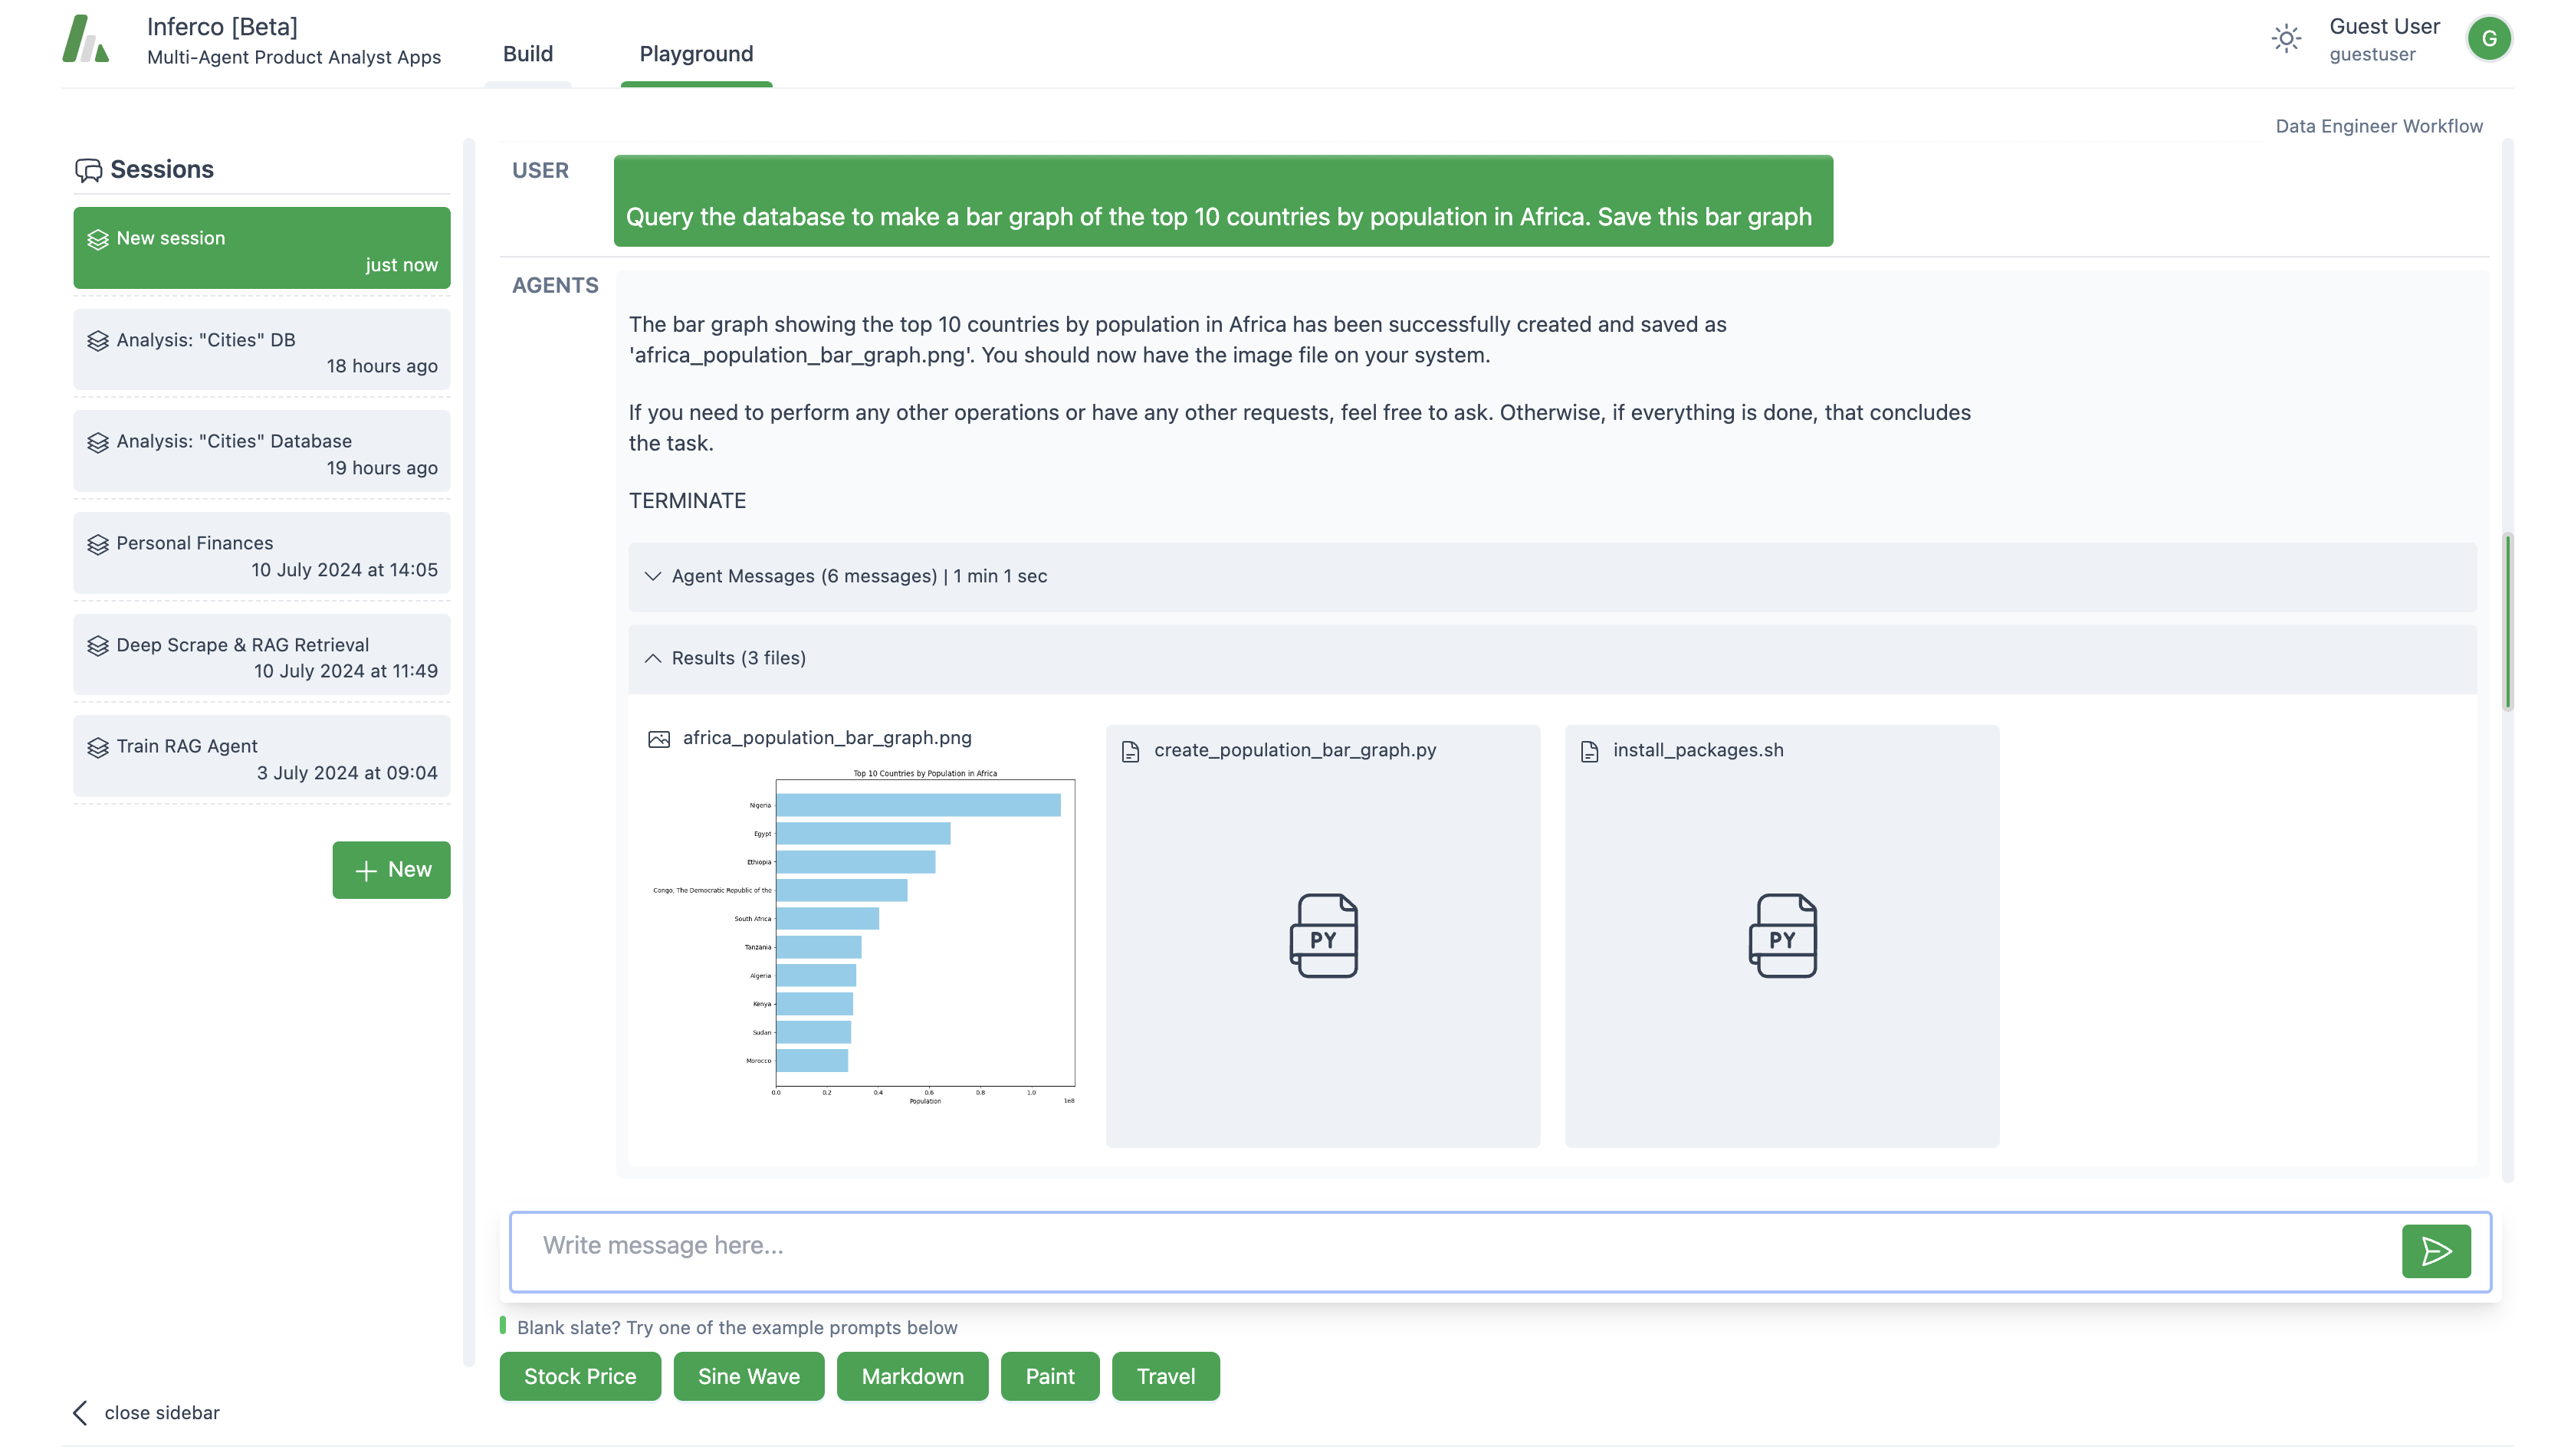 Inferco [Beta]
Multi-Agent Product Analyst Apps
Build
Playground
Guest User
guestuser
G
Data Engineer Workflow
Sessions
New session
just now
Analysis: "Cities" DB
18 hours ago
Analysis: "Cities" Database
19 hours ago
Personal Finances
10 July 2024 at 14:05
Deep Scrape & RAG Retrieval
10 July 2024 at 11:49
Train RAG Agent
3 July 2024 at 09:04
New
close sidebar
USER
Query the database to make a bar graph of the top 10 countries by population in Africa. Save this bar graph
AGENTS
The bar graph showing the top 10 countries by population in Africa has been successfully created and saved as
'africa_population_bar_graph.png'. You should now have the image file on your system.
If you need to perform any other operations or have any other requests, feel free to ask. Otherwise, if everything is done, that concludes
the task.
TERMINATE
Agent Messages (6 messages) | 1 min 1 sec
Results (3 files)
africa_population_bar_graph.png
Top 10 Countries by Population in Africa
Nigeria
Egypt
Ethiopia
Congo, The Democratic Republic of the
South Africa
Tanzania
Algeria
Kenya
Sudan
Morocco
0.0 0.2 0.4 0.6 0.8 1.0
1e8
Population
create_population_bar_graph.py
PY
install_packages.sh
PY
Write message here...
Blank slate? Try one of the example prompts below
Stock Price
Sine Wave
Markdown
Paint
Travel